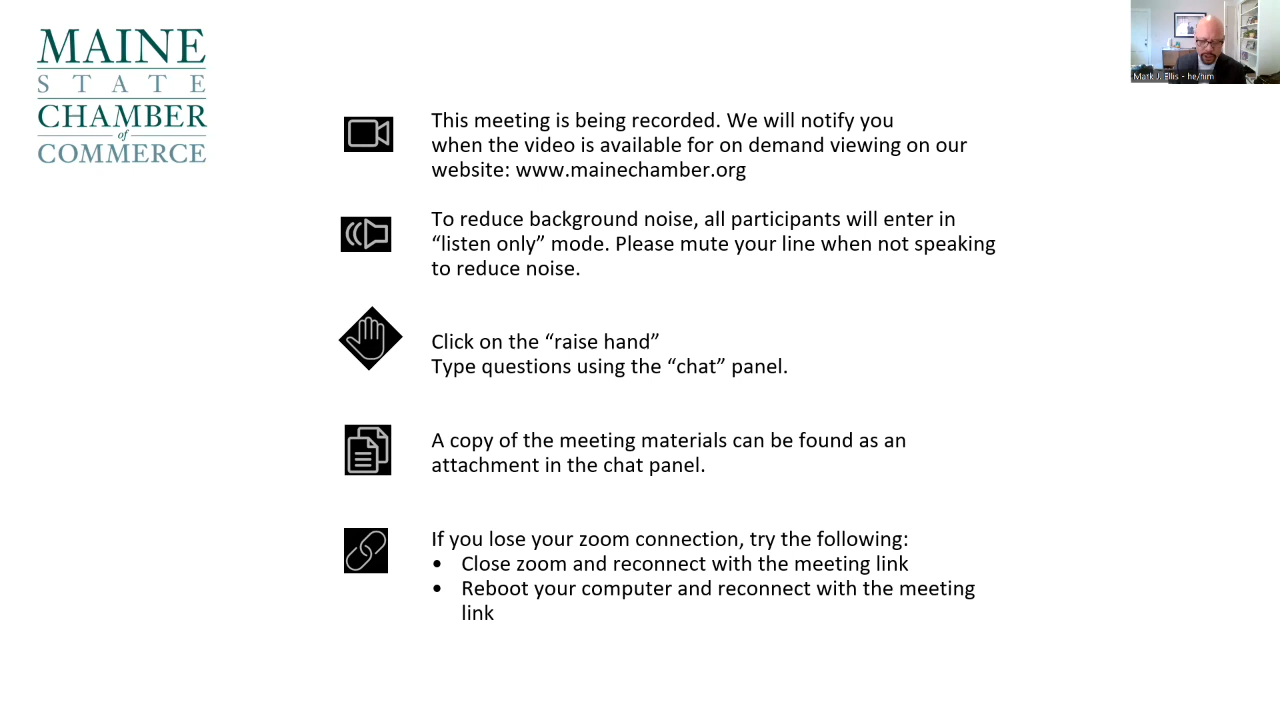 MAINE
STATE
CHAMBER
of
COMMERCE
Mark J. Ellis - he/him
This meeting is being recorded. We will notify you
when the video is available for on demand viewing on our
website: www.mainechamber.org
To reduce background noise, all participants will enter in
“listen only” mode. Please mute your line when not speaking
to reduce noise.
Click on the “raise hand”
Type questions using the “chat” panel.
A copy of the meeting materials can be found as an
attachment in the chat panel.
If you lose your zoom connection, try the following:
• Close zoom and reconnect with the meeting link
• Reboot your computer and reconnect with the meeting
link